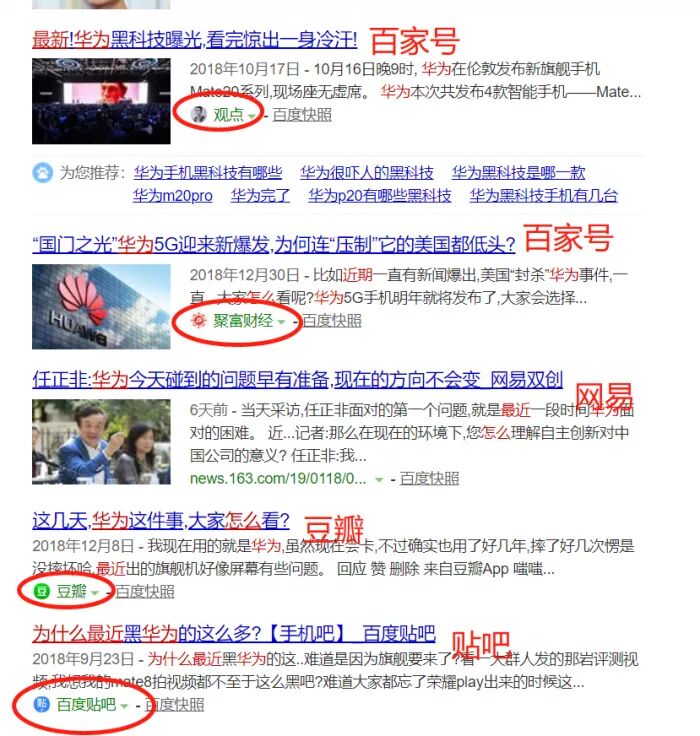 最新!华为黑科技曝光,看完惊出一身冷汗!
百家号
2018年10月17日 - 10月16日晚9时, 华为在伦敦发布新旗舰手机
Mate20系列,现场座无虚席。 华为本次共发布4款智能手机——Mate...
观点 - 百度快照
为您推荐: 华为手机黑科技有哪些 华为很吓人的黑科技 华为黑科技是哪一款
华为m20pro 华为完了 华为p20有哪些黑科技 华为黑科技手机有几台
“国门之光”华为5G迎来新爆发,为何连“压制”它的美国都低头?
百家号
2018年12月30日 - 比如近期一直有新闻爆出,美国“封杀”华为事件,一
直...大家怎么看呢?华为5G手机明年就将发布了,大家会选择...
HUAWEI
聚富财经 - 百度快照
任正非:华为今天碰到的问题早有准备,现在的方向不会变_网易双创
网易
6天前 - 当天采访,任正非面对的第一个问题,就是最近一段时间华为面
对的困难。 近...记者:那么在现在的环境下,您怎么理解自主创新对中
国公司的意义? 任正非:我...
news.163.com/19/0118/0... - 百度快照
这几天,华为这件事,大家怎么看?
豆瓣
2018年12月8日 - 我现在用的就是华为,虽然现在会卡,不过确实也用了好几年,摔了好几次愣是
没摔坏哈,最近出的旗舰机好像屏幕有些问题。 回应 赞 删除 来自豆瓣App 嗤嗤...
豆瓣 - 百度快照
为什么最近黑华为的这么多?【手机吧】_百度贴吧
贴吧
2018年9月23日 - 为什么最近黑华为的这..难道是因为旗舰要来了?看一大群人发的那岩评测视
频,我想我的mate8拍视频都不至于这么黑吧?难道大家都忘了荣耀play出来的时候这...
贴 百度贴吧 - 百度快照